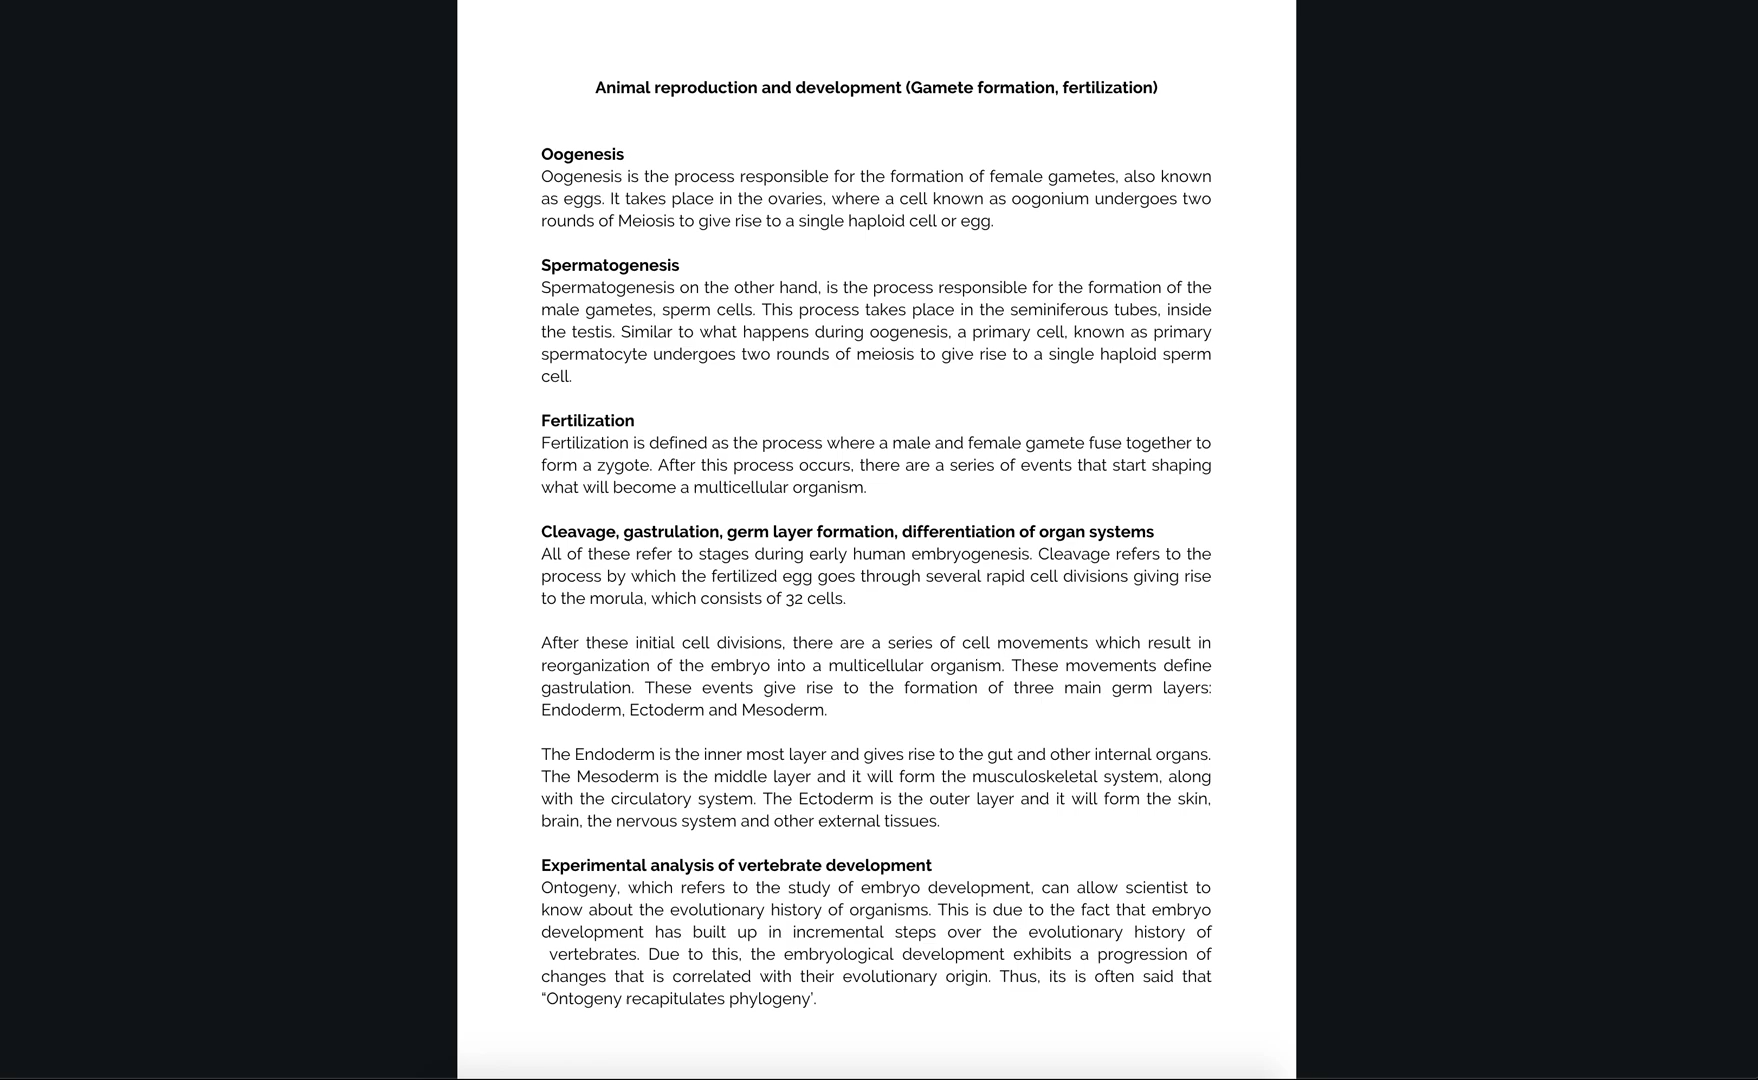 Animal reproduction and development (Gamete formation, fertilization)
Oogenesis
Oogenesis is the process responsible for the formation of female gametes, also known
as eggs. It takes place in the ovaries, where a cell known as oogonium undergoes two
rounds of Meiosis to give rise to a single haploid cell or egg.
Spermatogenesis
Spermatogenesis on the other hand, is the process responsible for the formation of the
male gametes, sperm cells. This process takes place in the seminiferous tubes, inside
the testis. Similar to what happens during oogenesis, a primary cell, known as primary
spermatocyte undergoes two rounds of meiosis to give rise to a single haploid sperm
cell.
Fertilization
Fertilization is defined as the process where a male and female gamete fuse together to
form a zygote. After this process occurs, there are a series of events that start shaping
what will become a multicellular organism.
Cleavage, gastrulation, germ layer formation, differentiation of organ systems
All of these refer to stages during early human embryogenesis. Cleavage refers to the
process by which the fertilized egg goes through several rapid cell divisions giving rise
to the morula, which consists of 32 cells.
After these initial cell divisions, there are a series of cell movements which result in
reorganization of the embryo into a multicellular organism. These movements define
gastrulation. These events give rise to the formation of three main germ layers:
Endoderm, Ectoderm and Mesoderm.
The Endoderm is the inner most layer and gives rise to the gut and other internal organs.
The Mesoderm is the middle layer and it will form the musculoskeletal system, along
with the circulatory system. The Ectoderm is the outer layer and it will form the skin,
brain, the nervous system and other external tissues.
Experimental analysis of vertebrate development
Ontogeny, which refers to the study of embryo development, can allow scientist to
know about the evolutionary history of organisms. This is due to the fact that embryo
development has built up in incremental steps over the evolutionary history of
vertebrates. Due to this, the embryological development exhibits a progression of
changes that is correlated with their evolutionary origin. Thus, its is often said that
“Ontogeny recapitulates phylogeny’.